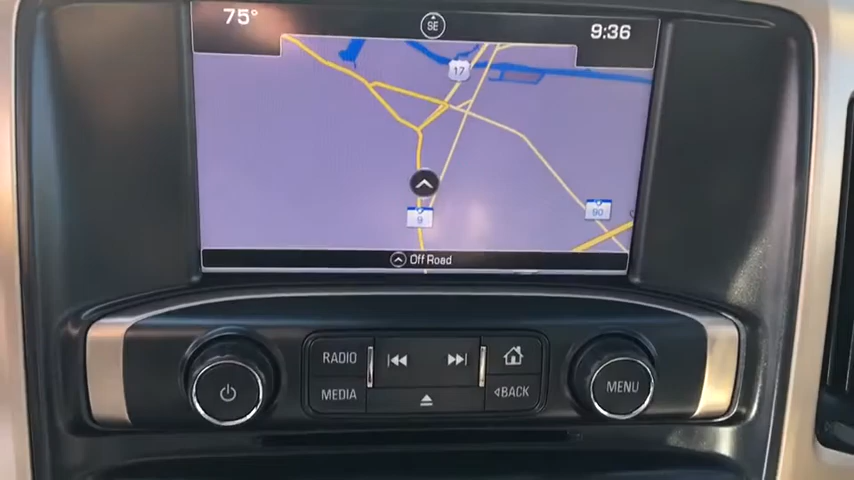 75°
SE
9:36
17
9
90
Off Road
RADIO
MEDIA
BACK
MENU